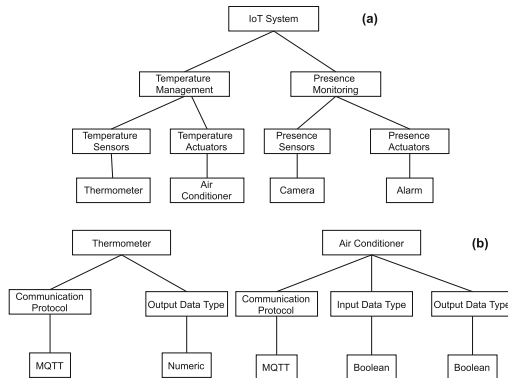 IoT System
(a)
Temperature
Management
Presence
Monitoring
Temperature
Sensors
Temperature
Actuators
Presence
Sensors
Presence
Actuators
Thermometer
Air
Conditioner
Camera
Alarm
Thermometer
Air Conditioner
(b)
Communication
Protocol
Output Data Type
Communication
Protocol
Input Data Type
Output Data Type
MQTT
Numeric
MQTT
Boolean
Boolean